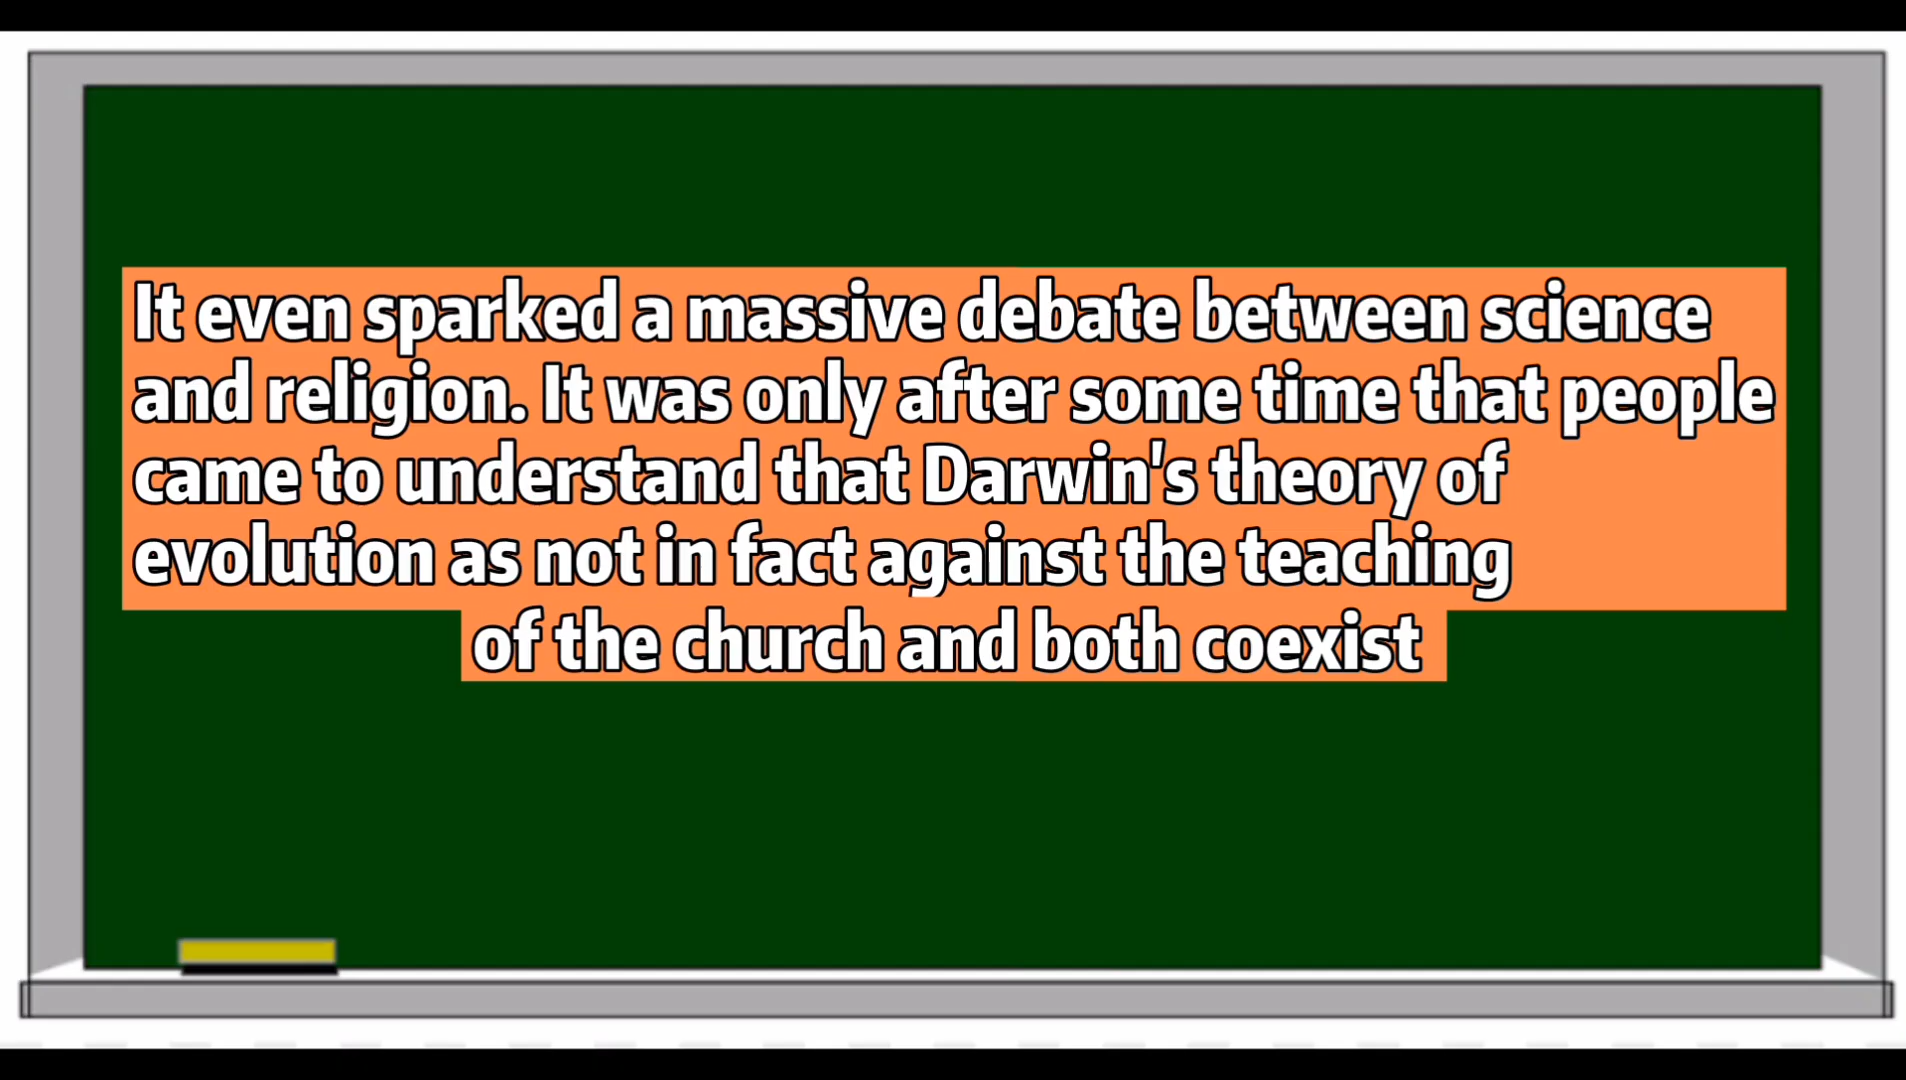 It even sparked a massive debate between science
and religion. It was only after some time that people
came to understand that Darwin's theory of
evolution as not in fact against the teaching
of the church and both coexist